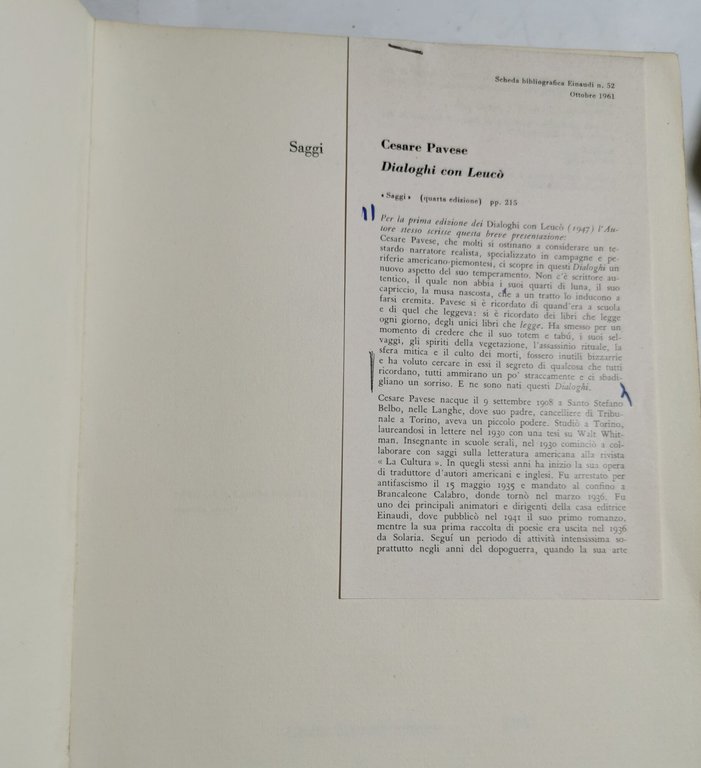 Saggi
Scheda bibliografica Einaudi n. 52
Ottobre 1961
Cesare Pavese
Dialoghi con Leucò
«Saggi» (quarta edizione) pp. 215
Per la prima edizione dei Dialoghi con Leucò (1947) l'Au-
tore stesso scrisse questa breve presentazione:
Cesare Pavese, che molti si ostinano a considerare un te-
stardo narratore realista, specializzato in campagne e pe-
riferie americano-piemontesi, ci scopre in questi Dialoghi un
nuovo aspetto del suo temperamento. Non c'è scrittore au-
tentico, il quale non abbia i suoi quarti di luna, il suo
capriccio, la musa nascosta, che a un tratto lo inducono a
farsi eremita. Pavese si è ricordato di quand'era a scuola
e di quel che leggeva: si è ricordato dei libri che legge
ogni giorno, degli unici libri che legge. Ha smesso per un
momento di credere che il suo totem e tabú, i suoi sel-
vaggi, gli spiriti della vegetazione, l'assassinio rituale, la
sfera mitica e il culto dei morti, fossero inutili bizzarrie
e ha voluto cercare in essi il segreto di qualcosa che tutti
ricordano, tutti ammirano un po' straccamente e ci sbadi-
gliano un sorriso. E ne sono nati questi Dialoghi.
Cesare Pavese nacque il 9 settembre 1908 a Santo Stefano
Belbo, nelle Langhe, dove suo padre, cancelliere di Tribu-
nale a Torino, aveva un piccolo podere. Studiò a Torino,
laureandosi in lettere nel 1930 con una tesi su Walt Whit-
man. Insegnante in scuole serali, nel 1930 cominciò a col-
laborare con saggi sulla letteratura americana alla rivista
« La Cultura ». In quegli stessi anni ha inizio la sua opera
di traduttore d'autori americani e inglesi. Fu arrestato per
antifascismo il 15 maggio 1935 e mandato al confino a
Brancaleone Calabro, donde tornò nel marzo 1936. Fu
uno dei principali animatori e dirigenti della casa editrice
Einaudi, dove pubblicò nel 1941 il suo primo romanzo,
mentre la sua prima raccolta di poesie era uscita nel 1936
da Solaria. Seguí un periodo di attività intensissima so-
prattutto negli anni del dopoguerra, quando la sua arte